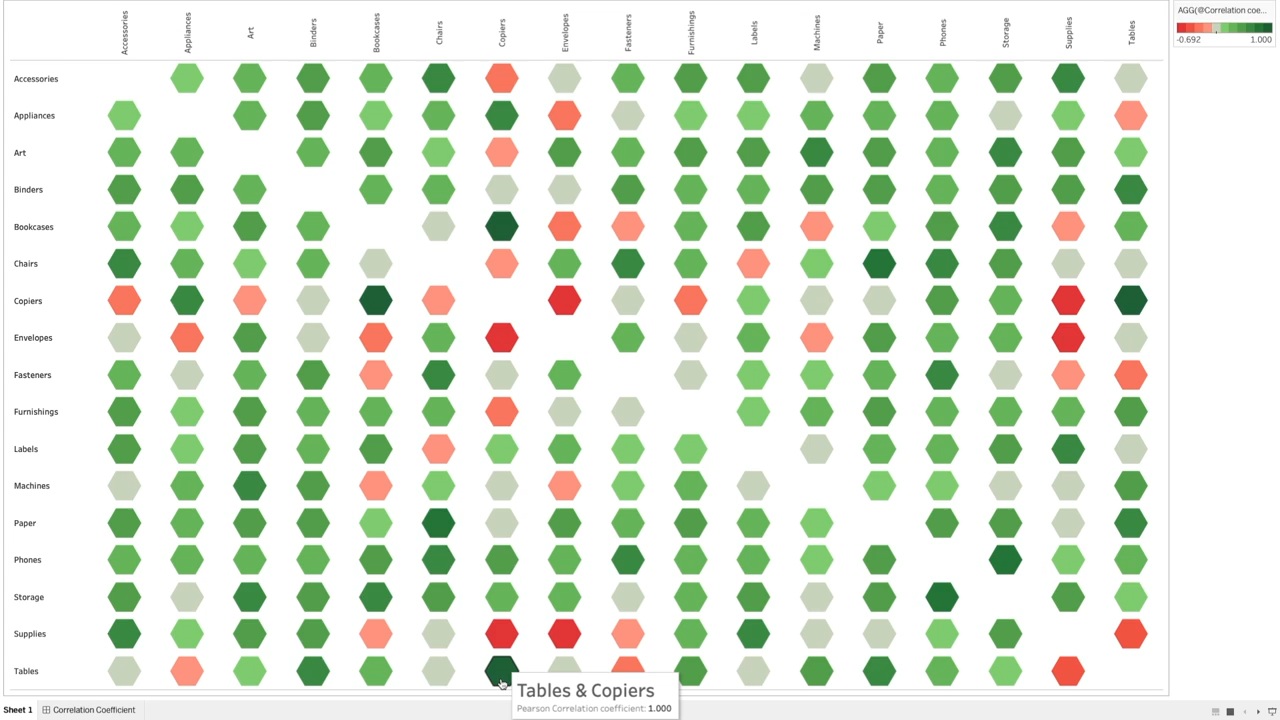 AGG(@Correlation coe...
-0.692 1.000
Accessories Appliances Art Binders Bookcases Chairs Copiers Envelopes Fasteners Furnishings Labels Machines Paper Phones Storage Supplies Tables
Accessories
Appliances
Art
Binders
Bookcases
Chairs
Copiers
Envelopes
Fasteners
Furnishings
Labels
Machines
Paper
Phones
Storage
Supplies
Tables
Tables & Copiers
Pearson Correlation coefficient: 1.000
Sheet 1 Correlation Coefficient